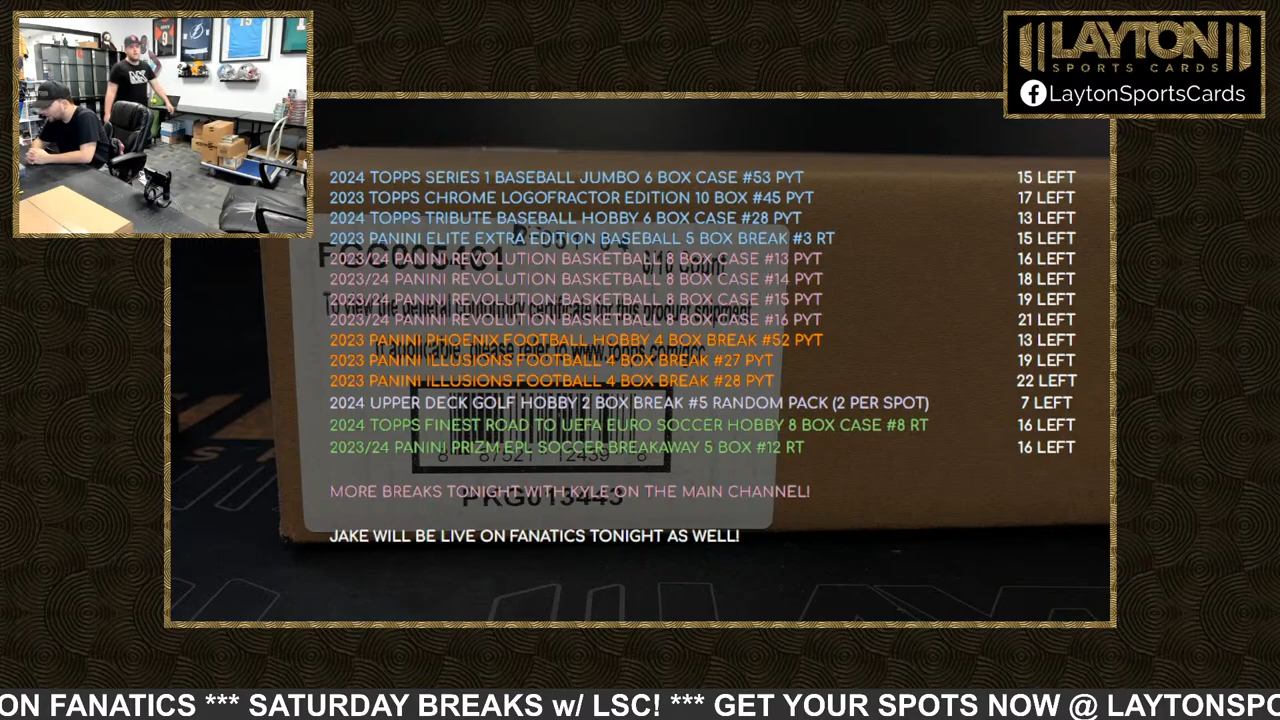 LAYTON
SPORTS CARDS
LaytonSportsCards
2024 TOPPS SERIES 1 BASEBALL JUMBO 6 BOX CASE #53 PYT 15 LEFT
2023 TOPPS CHROME LOGOFRACTOR EDITION 10 BOX #45 PYT 17 LEFT
2024 TOPPS TRIBUTE BASEBALL HOBBY 6 BOX CASE #28 PYT 13 LEFT
2023 PANINI ELITE EXTRA EDITION BASEBALL 5 BOX BREAK #3 RT 15 LEFT
2023/24 PANINI REVOLUTION BASKETBALL 8 BOX CASE #13 PYT 16 LEFT
2023/24 PANINI REVOLUTION BASKETBALL 8 BOX CASE #14 PYT 18 LEFT
2023/24 PANINI REVOLUTION BASKETBALL 8 BOX CASE #15 PYT 19 LEFT
2023/24 PANINI REVOLUTION BASKETBALL 8 BOX CASE #16 PYT 21 LEFT
2023 PANINI PHOENIX FOOTBALL HOBBY 4 BOX BREAK #52 PYT 13 LEFT
2023 PANINI ILLUSIONS FOOTBALL 4 BOX BREAK #27 PYT 19 LEFT
2023 PANINI ILLUSIONS FOOTBALL 4 BOX BREAK #28 PYT 22 LEFT
2024 UPPER DECK GOLF HOBBY 2 BOX BREAK #5 RANDOM PACK (2 PER SPOT) 7 LEFT
2024 TOPPS FINEST ROAD TO UEFA EURO SOCCER HOBBY 8 BOX CASE #8 RT 16 LEFT
2023/24 PANINI PRIZM EPL SOCCER BREAKAWAY 5 BOX #12 RT 16 LEFT
PKG013443
MORE BREAKS TONIGHT WITH KYLE ON THE MAIN CHANNEL!
JAKE WILL BE LIVE ON FANATICS TONIGHT AS WELL!
ON FANATICS *** SATURDAY BREAKS w/ LSC! *** GET YOUR SPOTS NOW @ LAYTONSPO